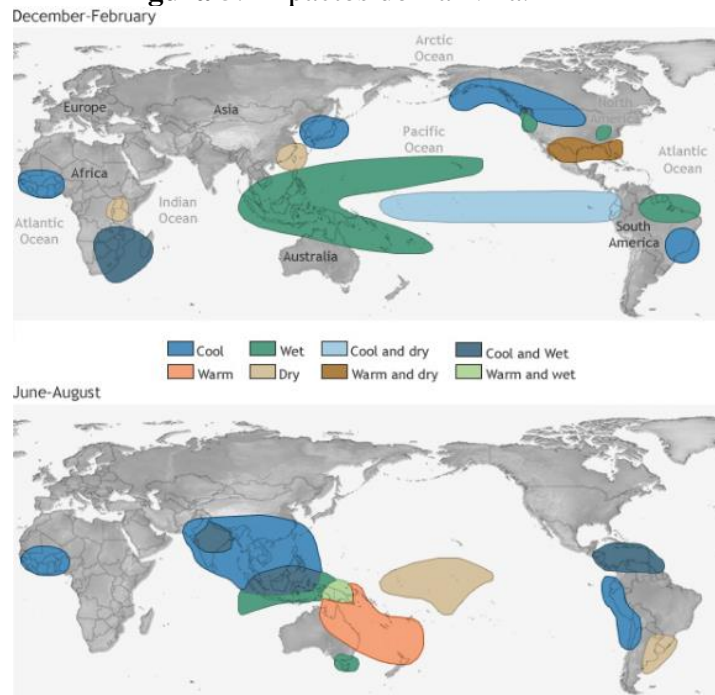 December-February
Arctic
Ocean
Europe
Asia
North
America
Pacific
Ocean
Atlantic
Ocean
Africa
Indian
Ocean
Atlantic
Ocean
South
America
Australia
Cool
Wet
Cool and dry
Cool and Wet
Warm
Dry
Warm and dry
Warm and wet
June-August